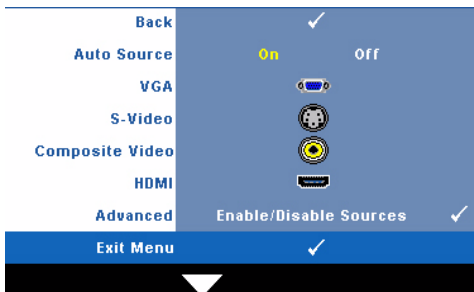 Back
Auto Source On Off
VGA
S-Video
Composite Video
HDMI
Advanced Enable/Disable Sources
Exit Menu